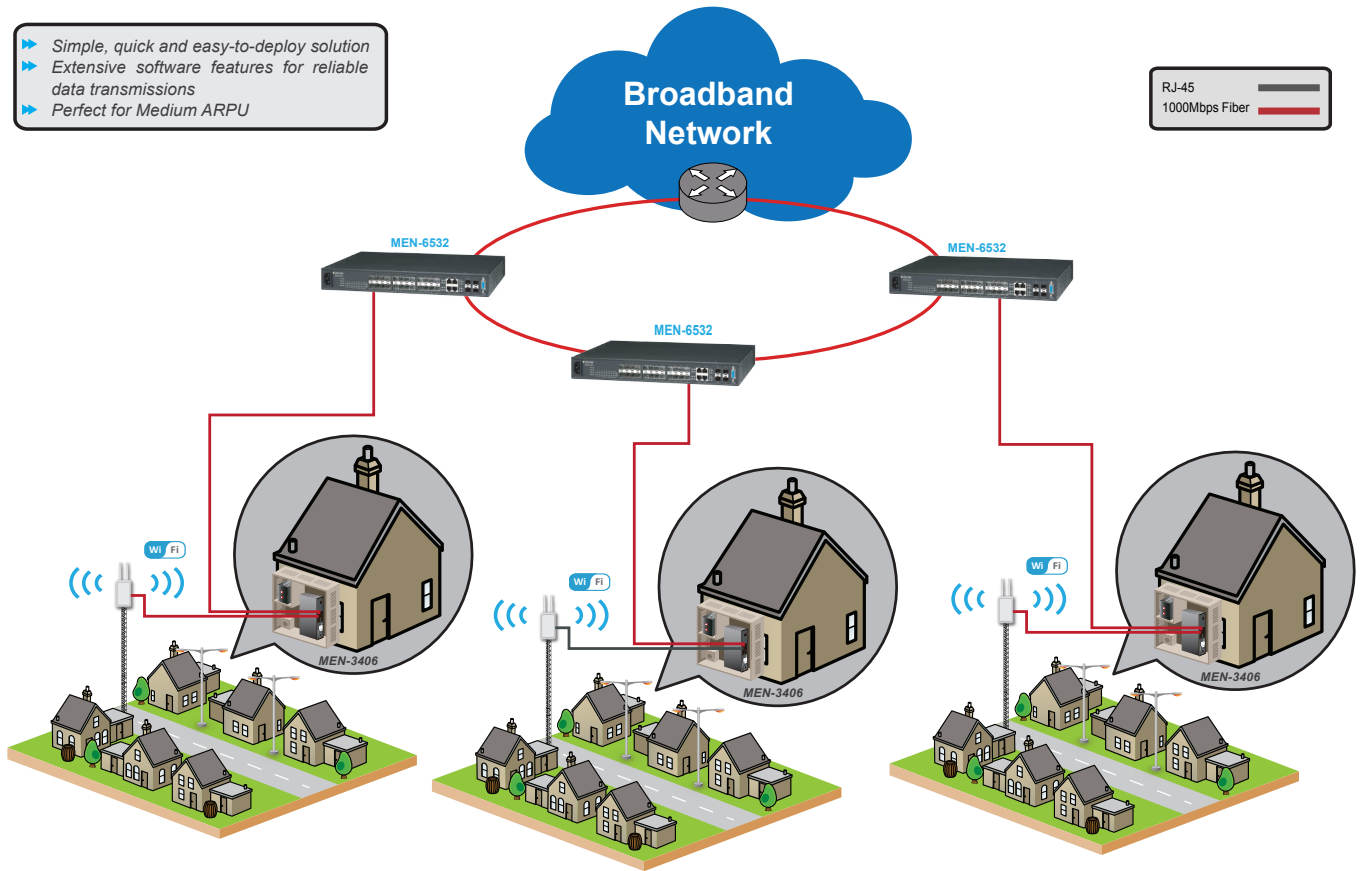 Simple, quick and easy-to-deploy solution
Extensive software features for reliable
data transmissions
Perfect for Medium ARPU
Broadband
Network
RJ-45
1000Mbps Fiber
MEN-6532
MEN-6532
MEN-6532
Wi Fi
MEN-3406
Wi Fi
MEN-3406
Wi Fi
MEN-3406